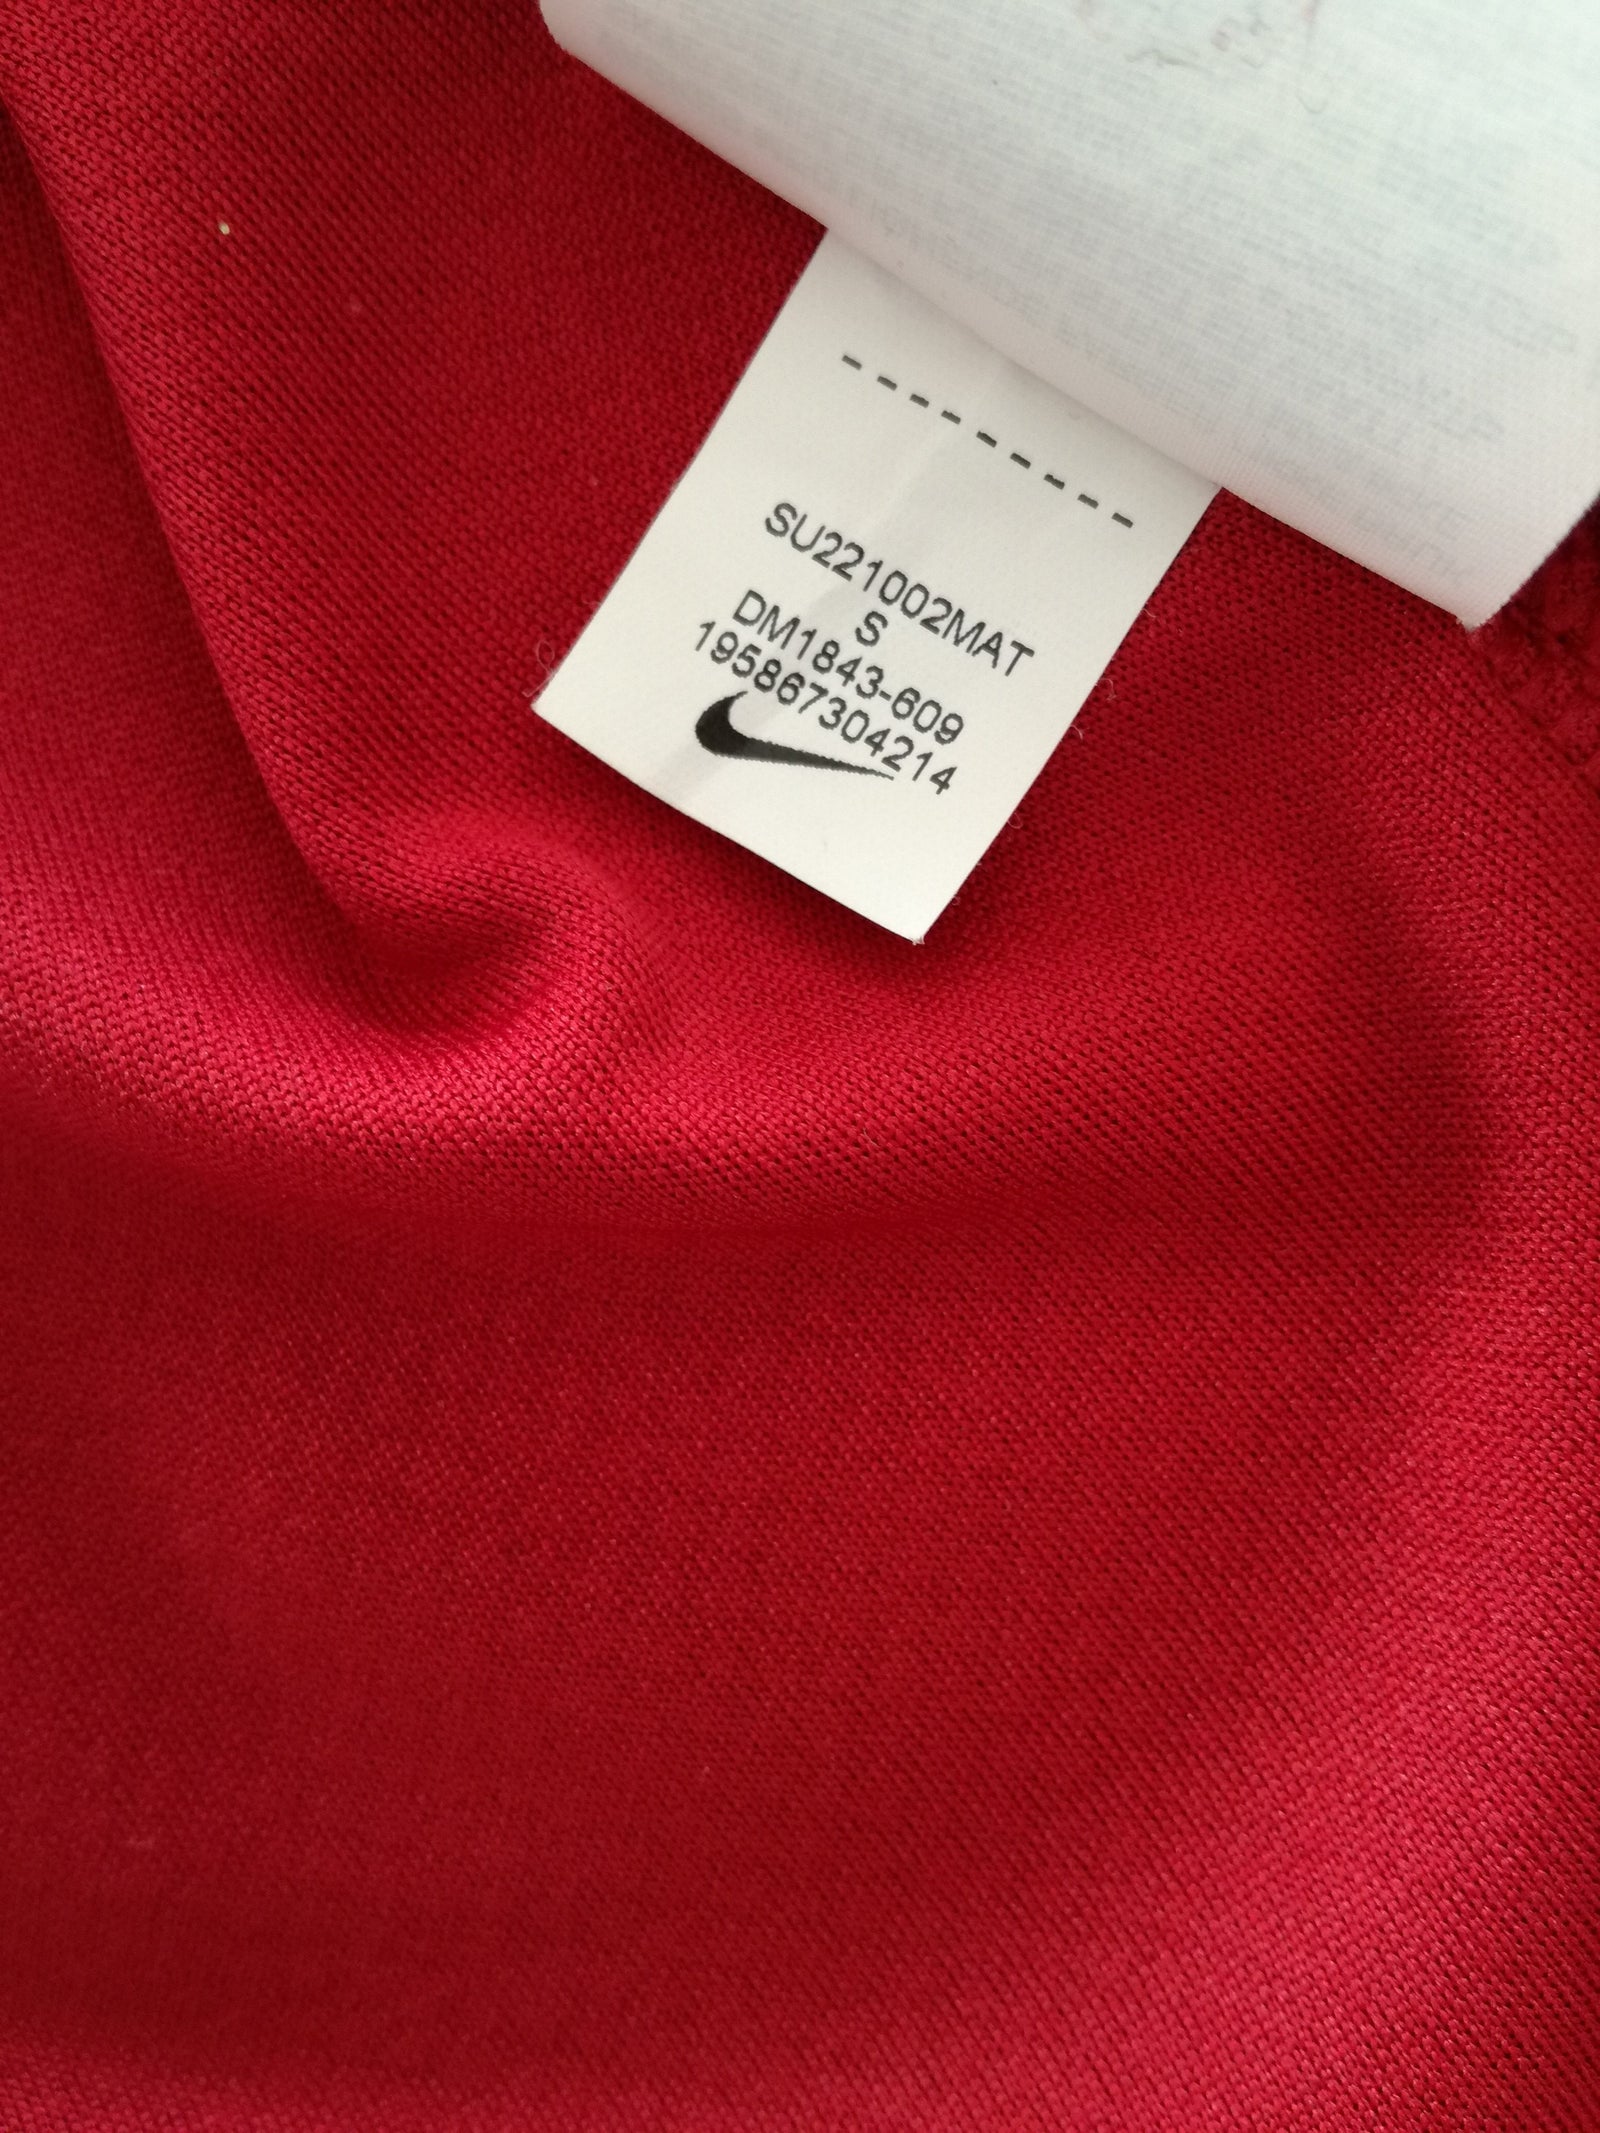 ---------
SU221002MAT
S
DM1843-609
195867304214